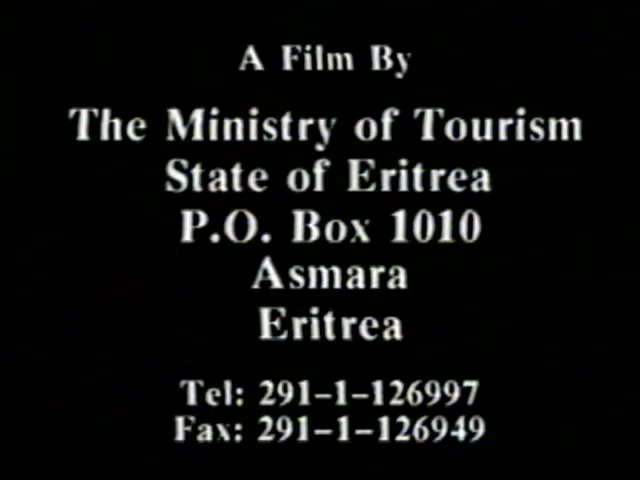 A Film By
The Ministry of Tourism
State of Eritrea
P.O. Box 1010
Asmara
Eritrea
Tel: 291-1-126997
Fax: 291-1-126949